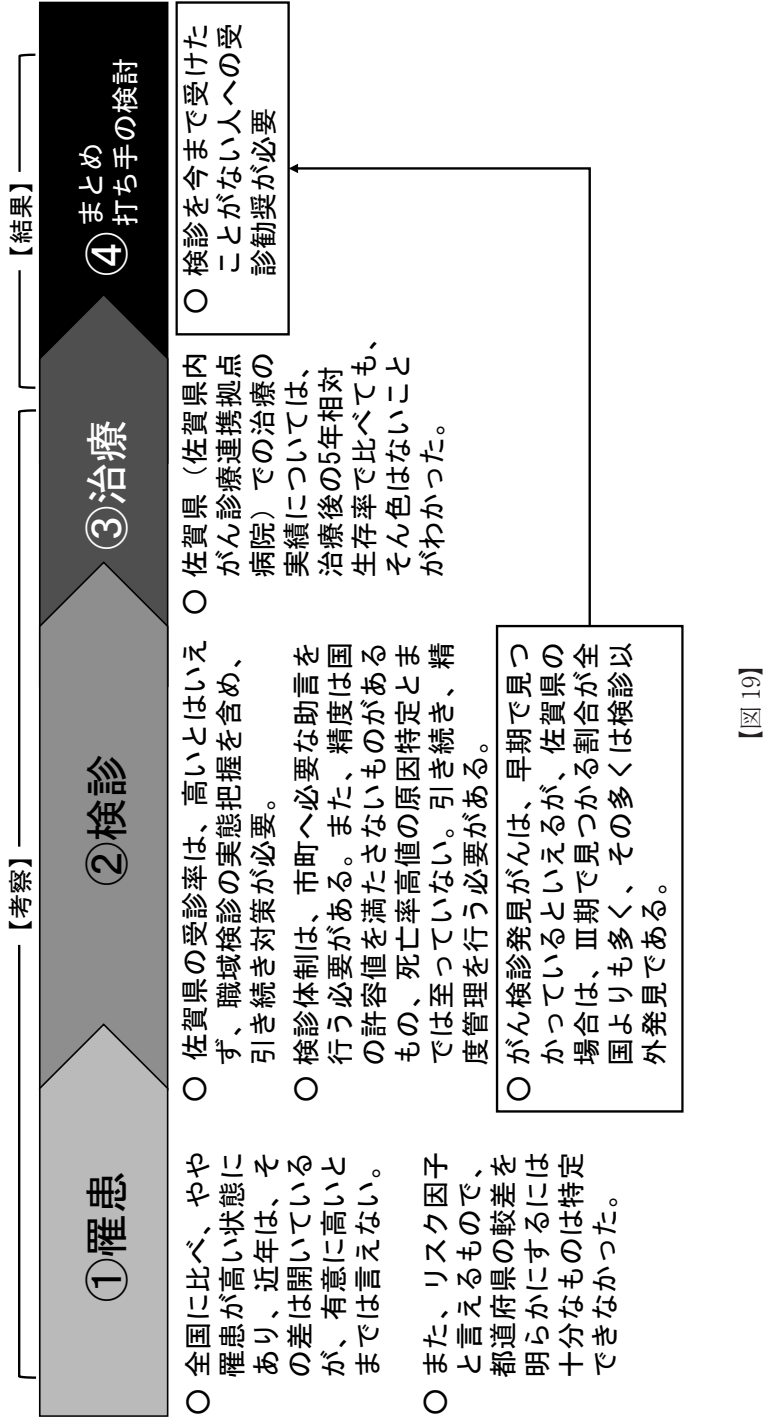 【考察】
【結果】
①罹患
②検診
③治療
④まとめ
打ち手の検討
○ 全国に比べ、やや
罹患が高い状態に
あり、近年は、そ
の差は開いている
が、有意に高いと
までは言えない。
○ また、リスク因子
と言えるもので、
都道府県の較差を
明らかにするには
十分なものは特定
できなかった。
○ 佐賀県の受診率は、高いとはいえ
ず、職域検診の実態把握を含め、
引き続き対策が必要。
○ 検診体制は、市町へ必要な助言を
行う必要がある。また、精度は国
の許容値を満たさないものがある
もの、死亡率高値の原因特定とま
では至っていない。引き続き、精
度管理を行う必要がある。
○ がん検診発見がんは、早期で見つ
かっているといえるが、佐賀県の
場合は、Ⅲ期で見つかる割合が全
国よりも多く、その多くは検診以
外発見である。
○ 佐賀県（佐賀県内
がん診療連携拠点
病院）での治療の
実績については、
治療後の5年相対
生存率で比べても、
そん色はないこと
がわかった。
○ 検診を今まで受けた
ことがない人への受
診勧奨が必要
【図 19】